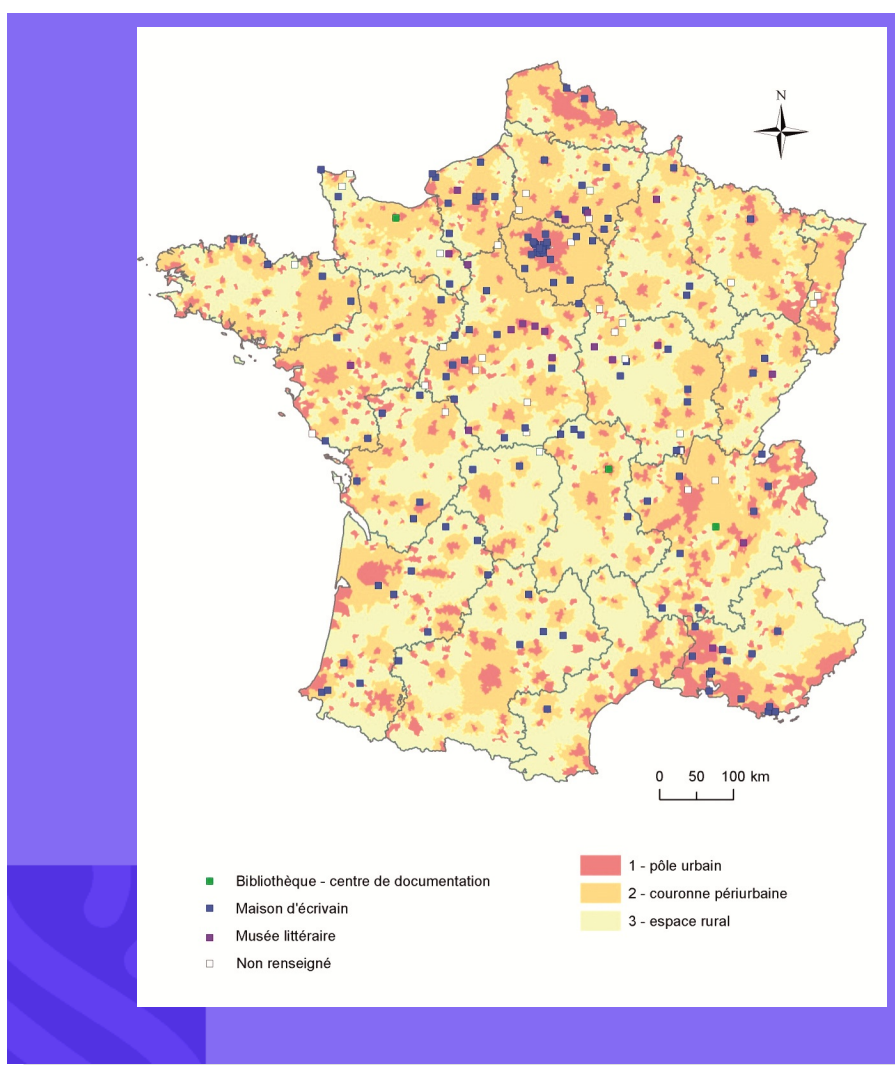 N
0 50 100 km
Bibliothèque - centre de documentation
Maison d'écrivain
Musée littéraire
Non renseigné
1 - pôle urbain
2 - couronne périurbaine
3 - espace rural